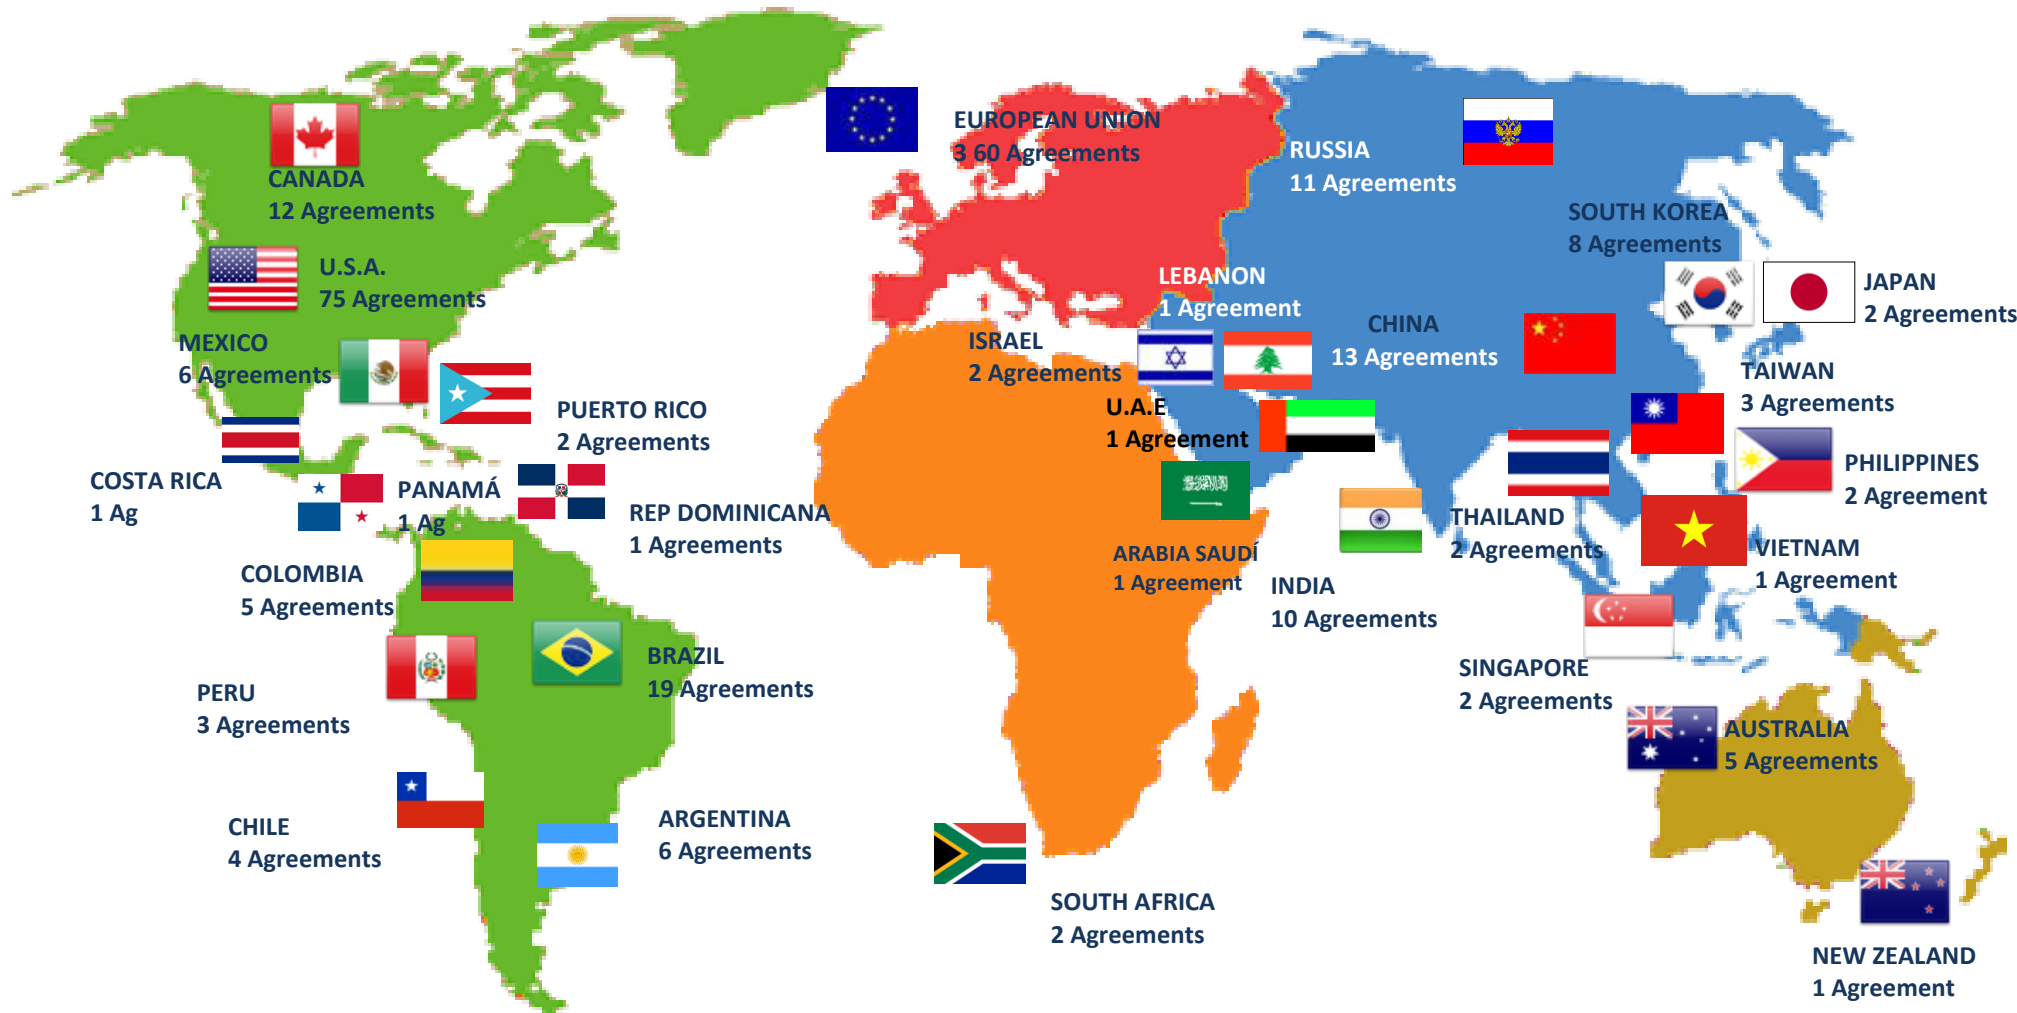 EUROPEAN UNION
3 60 Agreements
RUSSIA
11 Agreements
CANADA
12 Agreements
SOUTH KOREA
8 Agreements
U.S.A.
75 Agreements
LEBANON
1 Agreement
JAPAN
2 Agreements
CHINA
13 Agreements
MEXICO
6 Agreements
ISRAEL
2 Agreements
TAIWAN
3 Agreements
PUERTO RICO
2 Agreements
U.A.E
1 Agreement
PHILIPPINES
2 Agreement
COSTA RICA
1 Ag
PANAMÁ
1 Ag
REP DOMINICANA
1 Agreements
THAILAND
2 Agreements
ARABIA SAUDÍ
1 Agreement
VIETNAM
1 Agreement
COLOMBIA
5 Agreements
INDIA
10 Agreements
BRAZIL
19 Agreements
SINGAPORE
2 Agreements
PERU
3 Agreements
AUSTRALIA
5 Agreements
CHILE
4 Agreements
ARGENTINA
6 Agreements
SOUTH AFRICA
2 Agreements
NEW ZEALAND
1 Agreement